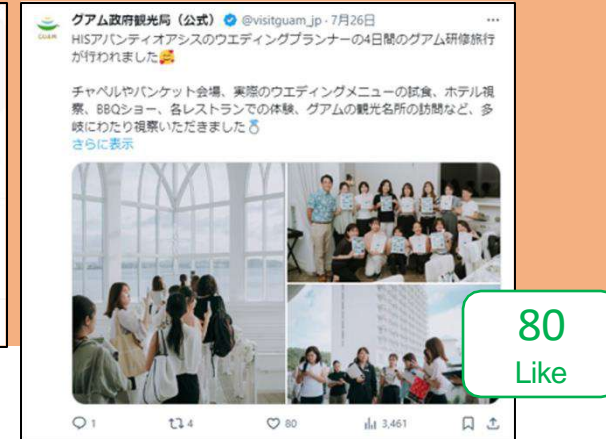 グアム政府観光局（公式） @visitguam_jp · 7月26日
HISアバンティオアシスのウエディングプランナーの4日間のグアム研修旅行
が行われました🥰
チャペルやバンケット会場、実際のウエディングメニューの試食、ホテル視
察、BBQショー、各レストランでの体験、グアムの観光名所の訪問など、多
岐にわたり視察いただきました💍
さらに表示
GUAM
1 4 80 3,461
80
Like